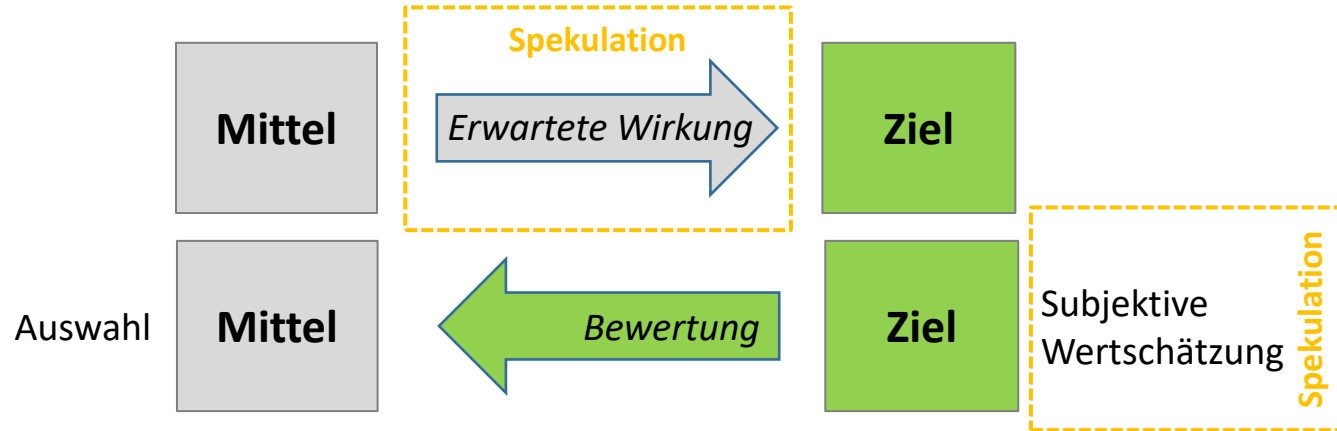 Spekulation
Mittel
Erwartete Wirkung
Ziel
Auswahl
Mittel
Bewertung
Ziel
Subjektive
Wertschätzung
Spekulation